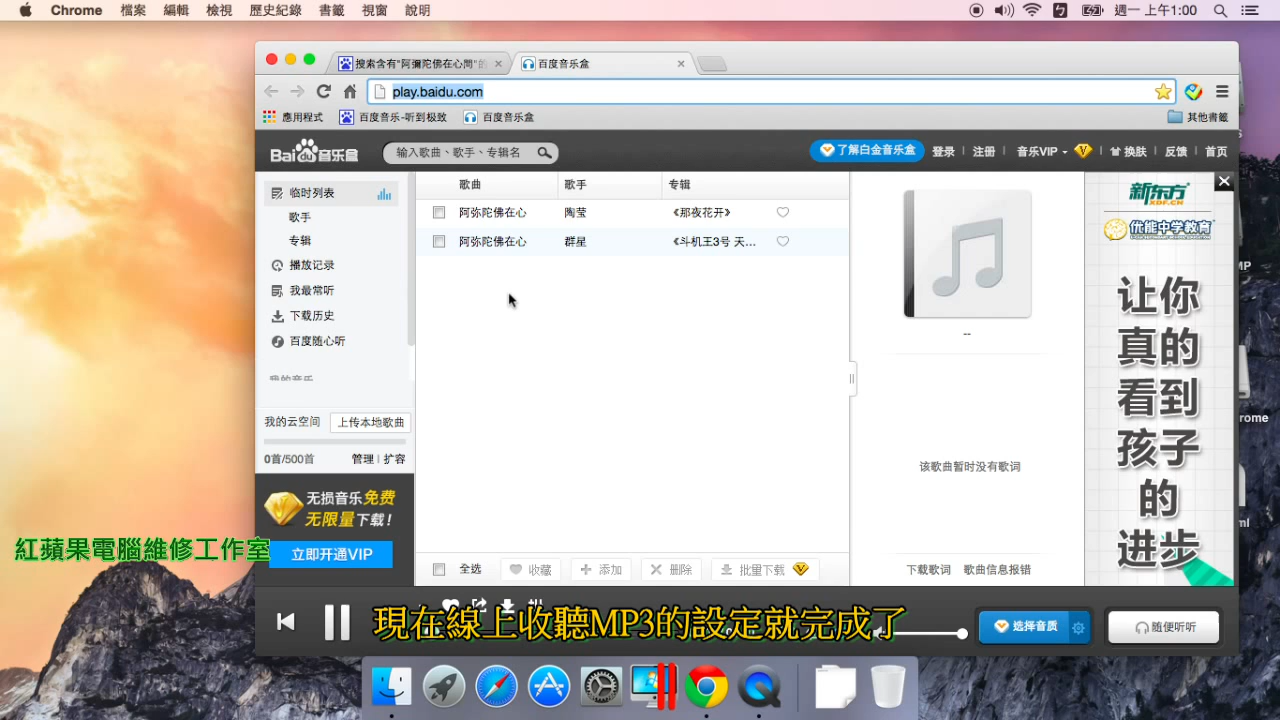 Chrome 檔案 編輯 檢視 歷史紀錄 書籤 視窗 說明 週一 上午1:00
搜索含有"阿彌陀佛在心間"的 百度音乐盒
play.baidu.com
應用程式 百度音乐-听到极致 百度音乐盒 其他書籤
Baidu音乐盒 输入歌曲、歌手、专辑名 了解白金音乐盒 登录 注册 音乐VIP 换肤 反馈 首页
临时列表
歌手
专辑
播放记录
我最常听
下载历史
百度随心听
我的云空间 上传本地歌曲
0首/500首 管理 扩容
无损音乐免费
无限量下载!
立即开通VIP
歌曲 歌手 专辑
阿弥陀佛在心 陶莹 《那夜花开》
阿弥陀佛在心 群星 《斗机王3号 天...
全选 收藏 添加 删除 批量下载
--
该歌曲暂时没有歌词
下载歌词 歌曲信息报错
新东方
XDF.CN
优能中学教育
让你
真的
看到
孩子
的
进步
紅蘋果電腦維修工作室
現在線上收聽MP3的設定就完成了
选择音质 随便听听